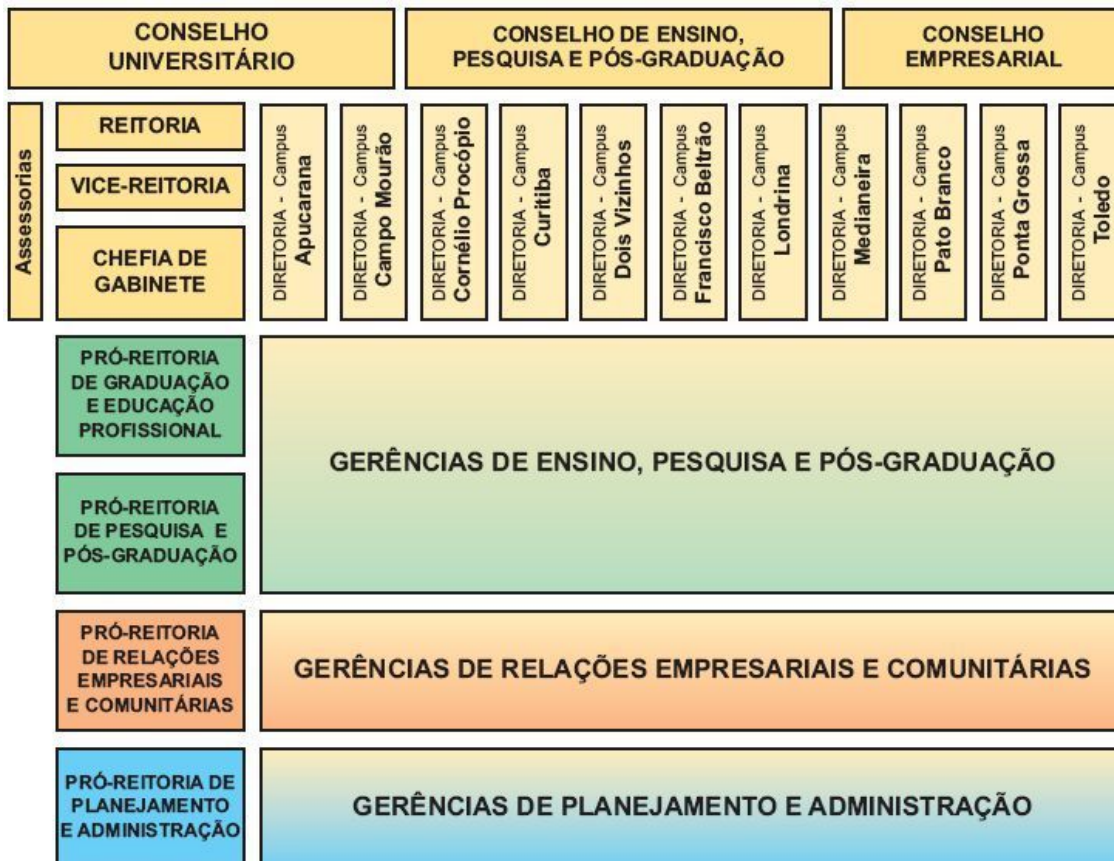 CONSELHO
UNIVERSITÁRIO
CONSELHO DE ENSINO,
PESQUISA E PÓS-GRADUAÇÃO
CONSELHO
EMPRESARIAL
Assessorias
REITORIA
VICE-REITORIA
CHEFIA DE
GABINETE
DIRETORIA - Campus
Apucarana
DIRETORIA - Campus
Campo Mourão
DIRETORIA - Campus
Cornélio Procópio
DIRETORIA - Campus
Curitiba
DIRETORIA - Campus
Dois Vizinhos
DIRETORIA - Campus
Francisco Beltrão
DIRETORIA - Campus
Londrina
DIRETORIA - Campus
Medianeira
DIRETORIA - Campus
Pato Branco
DIRETORIA - Campus
Ponta Grossa
DIRETORIA - Campus
Toledo
PRÓ-REITORIA
DE GRADUAÇÃO
E EDUCAÇÃO
PROFISSIONAL
PRÓ-REITORIA
DE PESQUISA E
PÓS-GRADUAÇÃO
GERÊNCIAS DE ENSINO, PESQUISA E PÓS-GRADUAÇÃO
PRÓ-REITORIA
DE RELAÇÕES
EMPRESARIAIS
E COMUNITÁRIAS
GERÊNCIAS DE RELAÇÕES EMPRESARIAIS E COMUNITÁRIAS
PRÓ-REITORIA DE
PLANEJAMENTO
E ADMINISTRAÇÃO
GERÊNCIAS DE PLANEJAMENTO E ADMINISTRAÇÃO